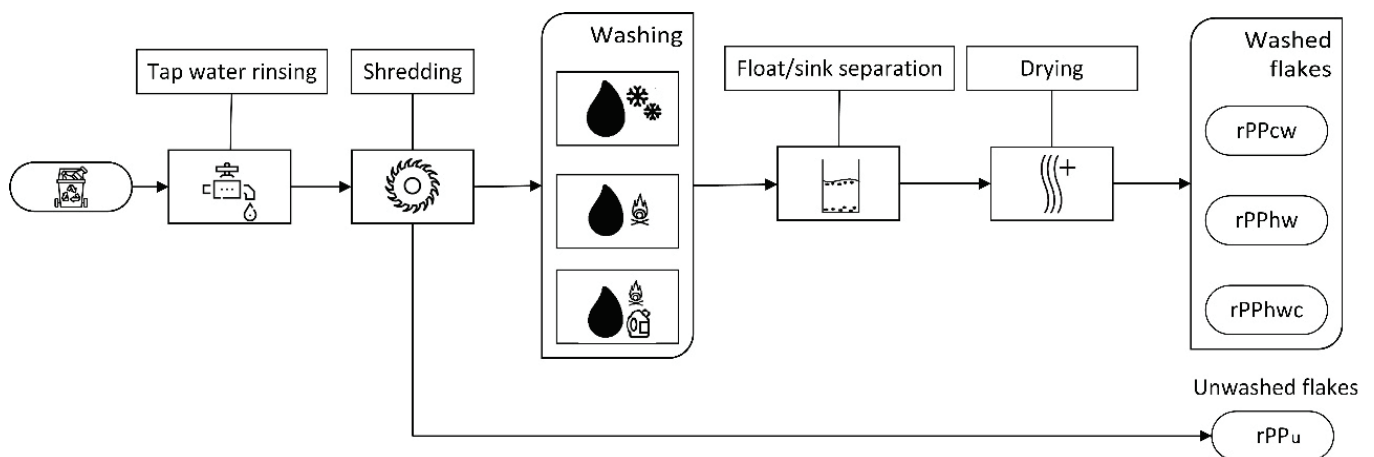 Tap water rinsing
Shredding
Washing
Float/sink separation
Drying
Washed
flakes
rPPcw
rPPhw
rPPhwc
Unwashed flakes
rPPu